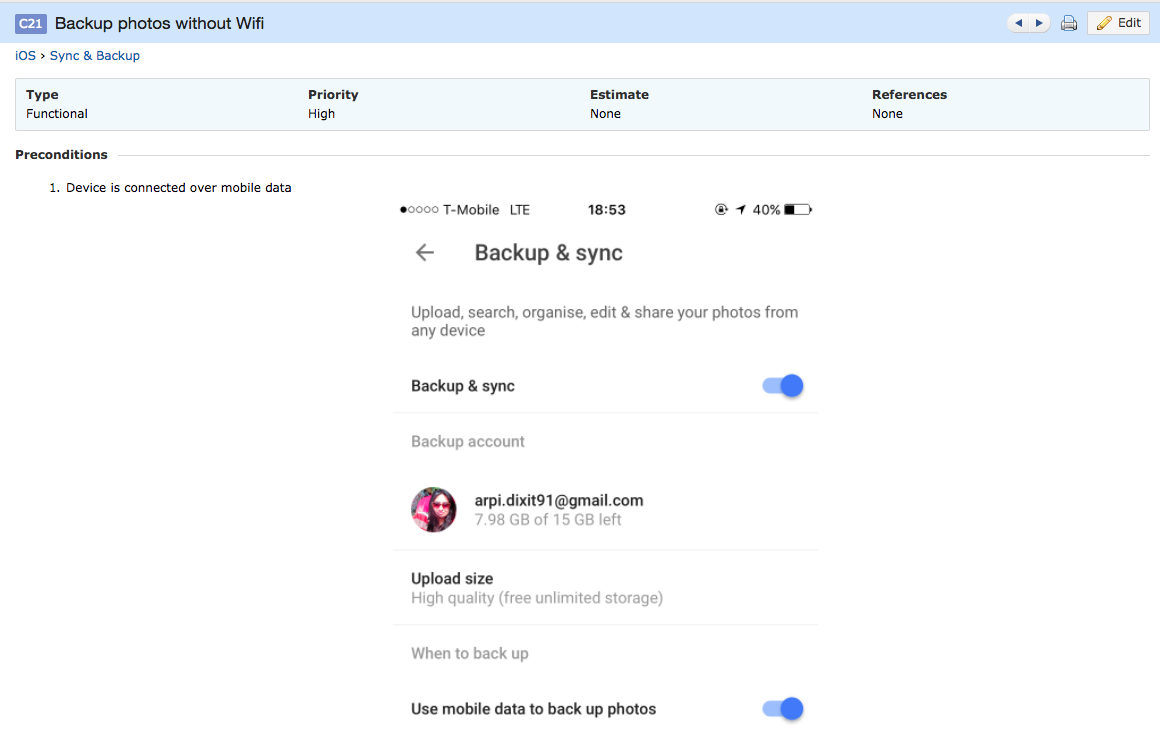 C21 Backup photos without Wifi
Edit
iOS › Sync & Backup
Type Priority Estimate References
Functional High None None
Preconditions
1. Device is connected over mobile data
T-Mobile LTE 18:53 40%
Backup & sync
Upload, search, organise, edit & share your photos from
any device
Backup & sync
Backup account
arpi.dixit91@gmail.com
7.98 GB of 15 GB left
Upload size
High quality (free unlimited storage)
When to back up
Use mobile data to back up photos